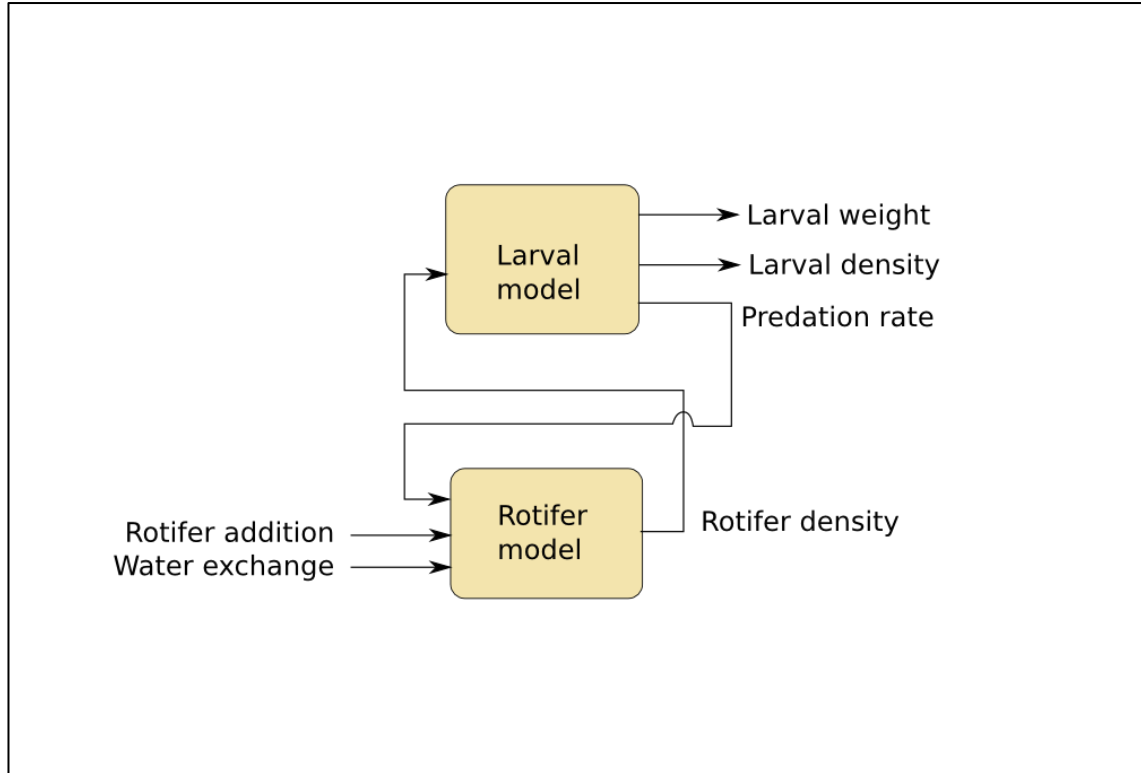 Larval weight
Larval
model
Larval density
Predation rate
Rotifer addition
Water exchange
Rotifer
model
Rotifer density